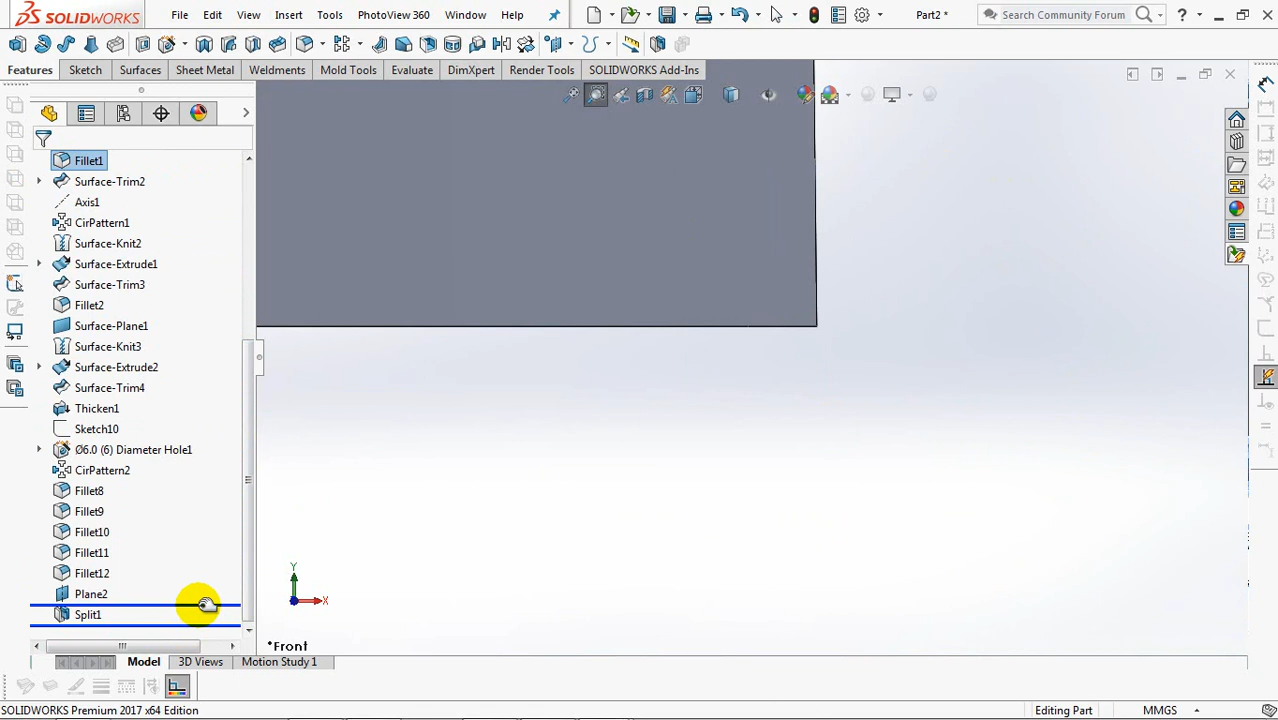 SOLIDWORKS File Edit View Insert Tools PhotoView 360 Window Help Part2 * Search Community Forum ?
Features Sketch Surfaces Sheet Metal Weldments Mold Tools Evaluate DimXpert Render Tools SOLIDWORKS Add-Ins
Fillet1
Surface-Trim2
Axis1
CirPattern1
Surface-Knit2
Surface-Extrude1
Surface-Trim3
Fillet2
Surface-Plane1
Surface-Knit3
Surface-Extrude2
Surface-Trim4
Thicken1
Sketch10
Ø6.0 (6) Diameter Hole1
CirPattern2
Fillet8
Fillet9
Fillet10
Fillet11
Fillet12
Plane2
Split1
Y
X
*Front
Model 3D Views Motion Study 1
SOLIDWORKS Premium 2017 x64 Edition Editing Part MMGS